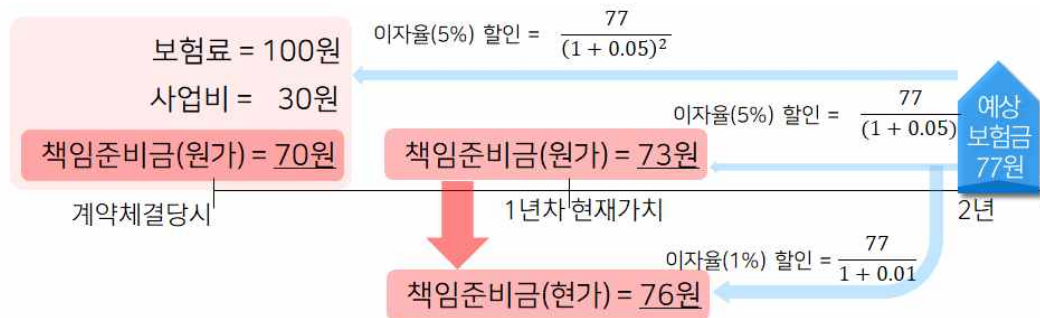 보험료 = 100원
사업비 = 30원
책임준비금(원가) = 70원
이자율(5%) 할인 = 77/(1 + 0.05)²
이자율(5%) 할인 = 77/(1 + 0.05)
예상
보험금
77원
책임준비금(원가) = 73원
계약체결당시
1년차 현재가치
2년
이자율(1%) 할인 = 77/1 + 0.01
책임준비금(현가) = 76원